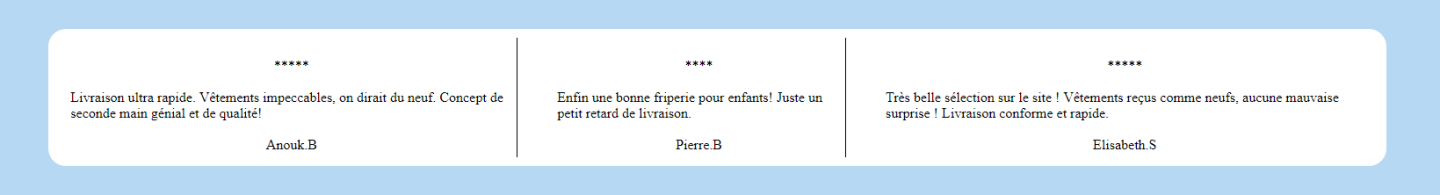 *****
Livraison ultra rapide. Vêtements impeccables, on dirait du neuf. Concept de
seconde main génial et de qualité!
Anouk.B
****
Enfin une bonne friperie pour enfants! Juste un
petit retard de livraison.
Pierre.B
*****
Très belle sélection sur le site ! Vêtements reçus comme neufs, aucune mauvaise
surprise ! Livraison conforme et rapide.
Elisabeth.S